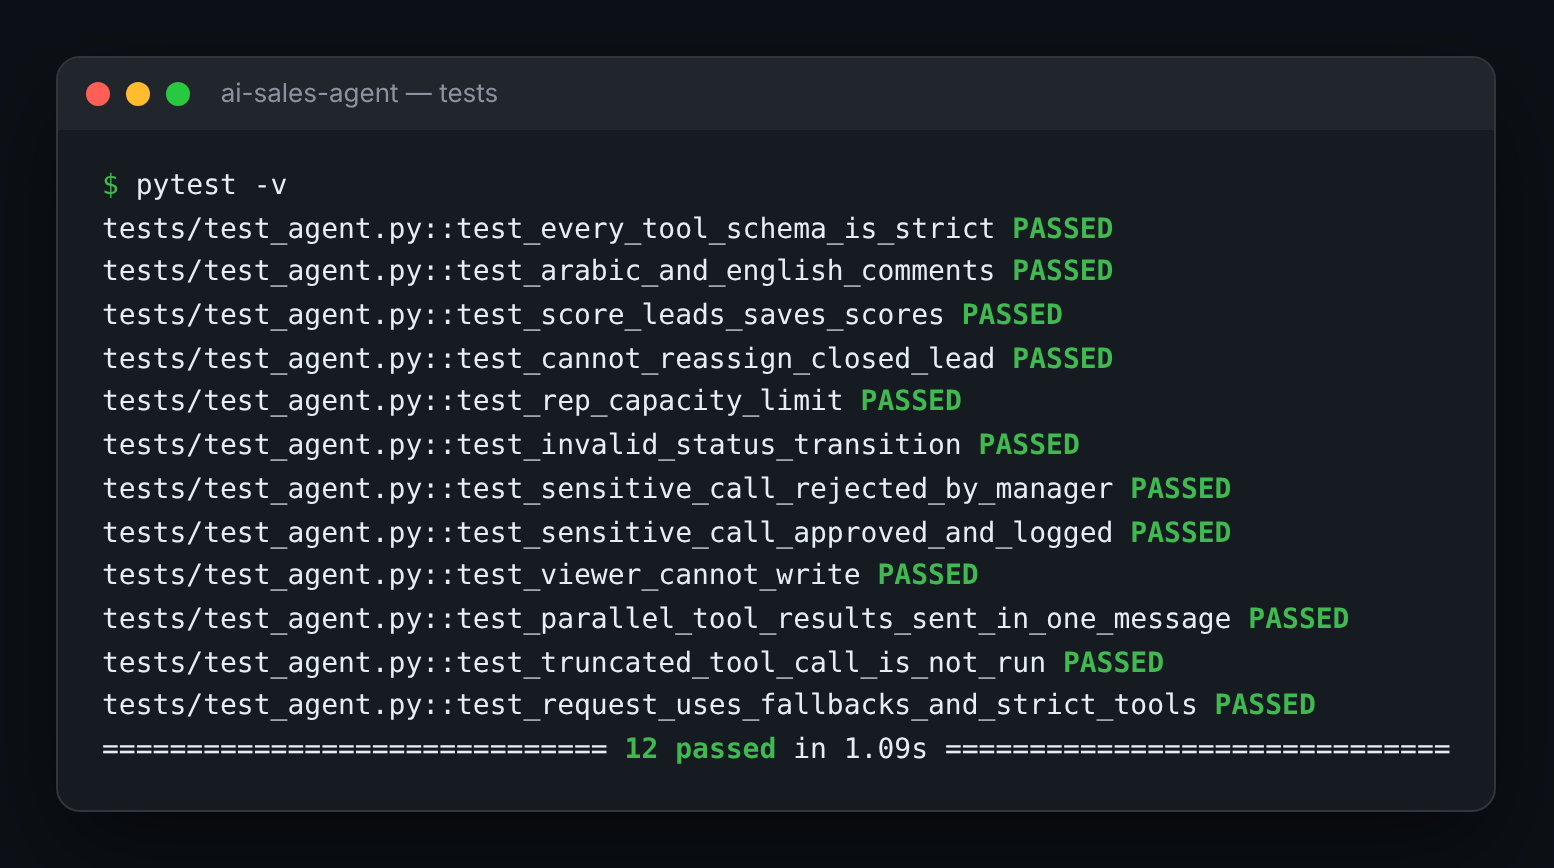 ai-sales-agent — tests
$ pytest -v
tests/test_agent.py::test_every_tool_schema_is_strict PASSED
tests/test_agent.py::test_arabic_and_english_comments PASSED
tests/test_agent.py::test_score_leads_saves_scores PASSED
tests/test_agent.py::test_cannot_reassign_closed_lead PASSED
tests/test_agent.py::test_rep_capacity_limit PASSED
tests/test_agent.py::test_invalid_status_transition PASSED
tests/test_agent.py::test_sensitive_call_rejected_by_manager PASSED
tests/test_agent.py::test_sensitive_call_approved_and_logged PASSED
tests/test_agent.py::test_viewer_cannot_write PASSED
tests/test_agent.py::test_parallel_tool_results_sent_in_one_message PASSED
tests/test_agent.py::test_truncated_tool_call_is_not_run PASSED
tests/test_agent.py::test_request_uses_fallbacks_and_strict_tools PASSED
============================== 12 passed in 1.09s ==============================